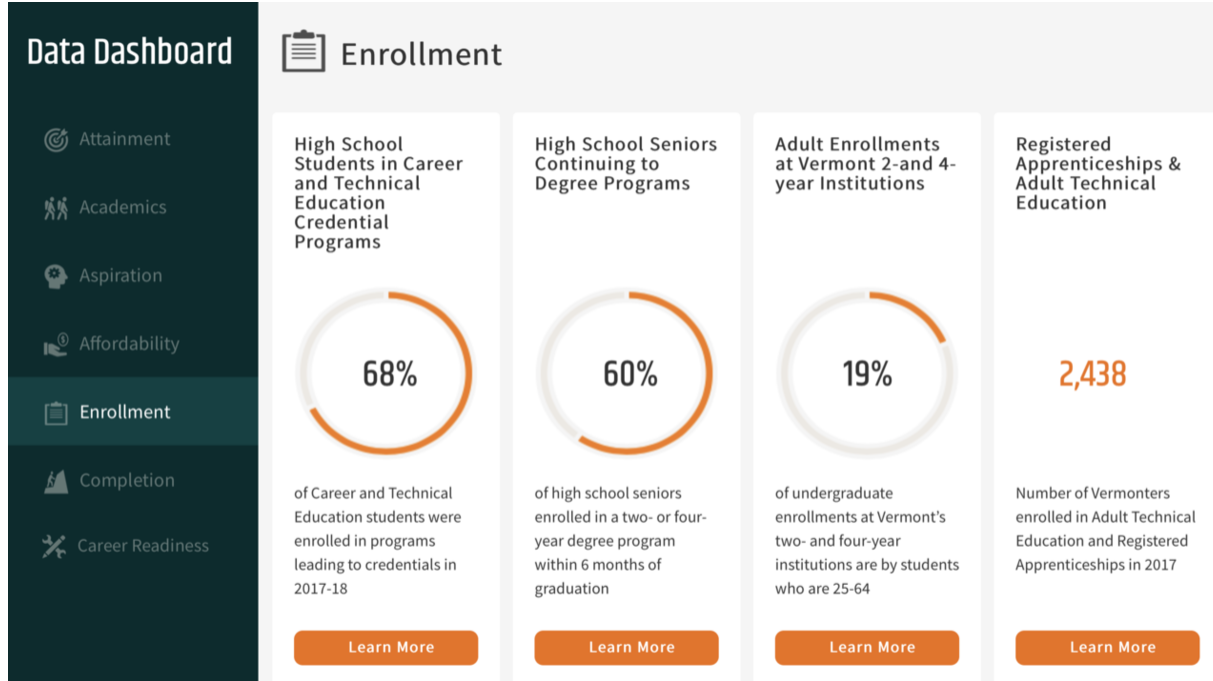 Data Dashboard
Attainment
Academics
Aspiration
Affordability
Enrollment
Completion
Career Readiness
Enrollment
High School
Students in Career
and Technical
Education
Credential
Programs
68%
of Career and Technical
Education students were
enrolled in programs
leading to credentials in
2017-18
Learn More
High School Seniors
Continuing to
Degree Programs
60%
of high school seniors
enrolled in a two- or four-
year degree program
within 6 months of
graduation
Learn More
Adult Enrollments
at Vermont 2-and 4-
year Institutions
19%
of undergraduate
enrollments at Vermont's
two- and four-year
institutions are by students
who are 25-64
Learn More
Registered
Apprenticeships &
Adult Technical
Education
2,438
Number of Vermonters
enrolled in Adult Technical
Education and Registered
Apprenticeships in 2017
Learn More